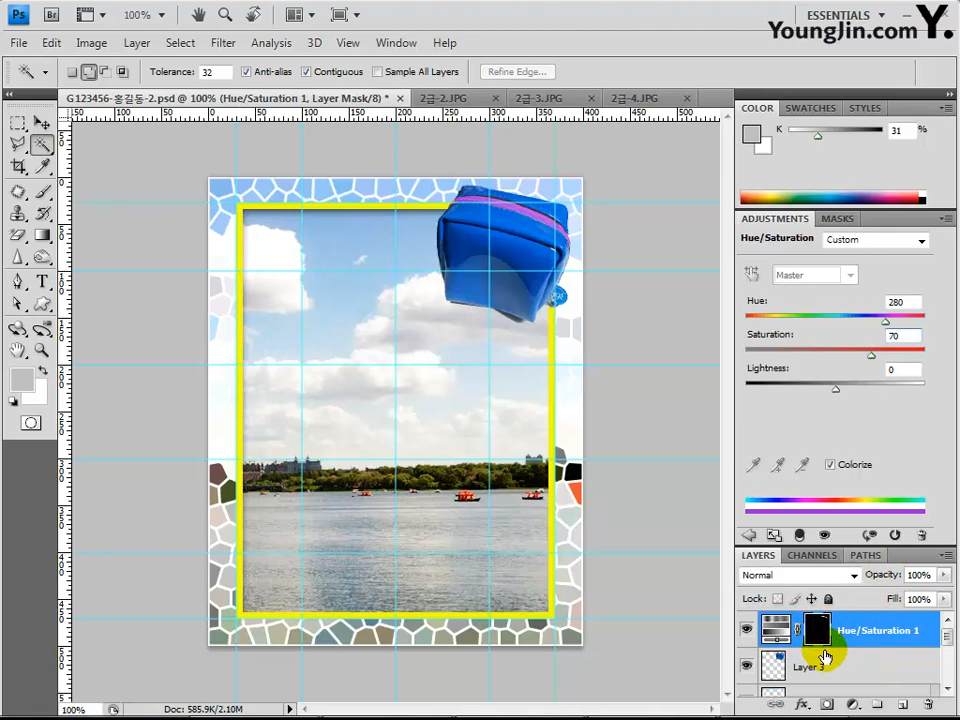 Ps Br 100% ESSENTIALS
YoungJin.com Y.
File Edit Image Layer Select Filter Analysis 3D View Window Help
Tolerance: 32 Anti-alias Contiguous Sample All Layers Refine Edge...
G123456-홍길동-2.psd @ 100% (Hue/Saturation 1, Layer Mask/8) * 2급-2.JPG 2급-3.JPG 2급-4.JPG
COLOR SWATCHES STYLES
K 31 %
ADJUSTMENTS MASKS
Hue/Saturation Custom
Master
Hue: 280
Saturation: 70
Lightness: 0
Colorize
LAYERS CHANNELS PATHS
Normal Opacity: 100%
Lock: Fill: 100%
Hue/Saturation 1
Layer 3
100% Doc: 585.9K/2.10M